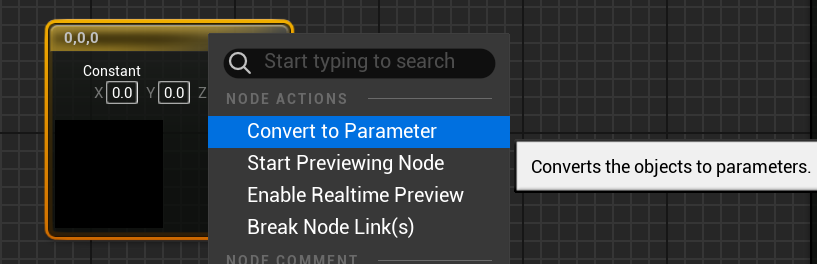 0,0,0
Constant
X 0.0 Y 0.0 Z
Start typing to search
NODE ACTIONS
Convert to Parameter
Converts the objects to parameters.
Start Previewing Node
Enable Realtime Preview
Break Node Link(s)
NODE COMMENT